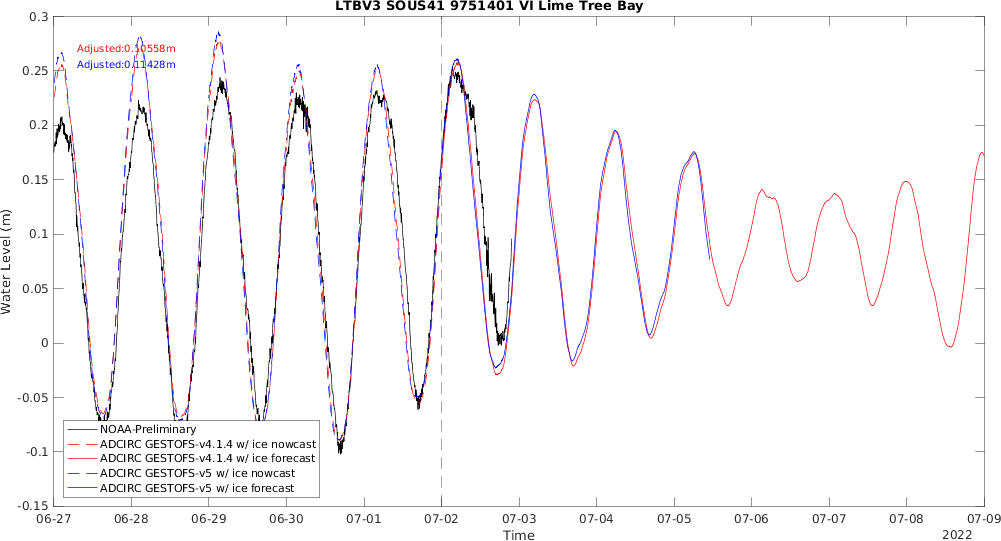 LTBV3 SOUS41 9751401 VI Lime Tree Bay
0.3
0.25
0.2
0.15
0.1
0.05
0
-0.05
-0.1
-0.15
Water Level (m)
Adjusted:0.10558m
Adjusted:0.11428m
NOAA-Preliminary
ADCIRC GESTOFS-v4.1.4 w/ ice nowcast
ADCIRC GESTOFS-v4.1.4 w/ ice forecast
ADCIRC GESTOFS-v5 w/ ice nowcast
ADCIRC GESTOFS-v5 w/ ice forecast
06-27 06-28 06-29 06-30 07-01 07-02 07-03 07-04 07-05 07-06 07-07 07-08 07-09
Time
2022